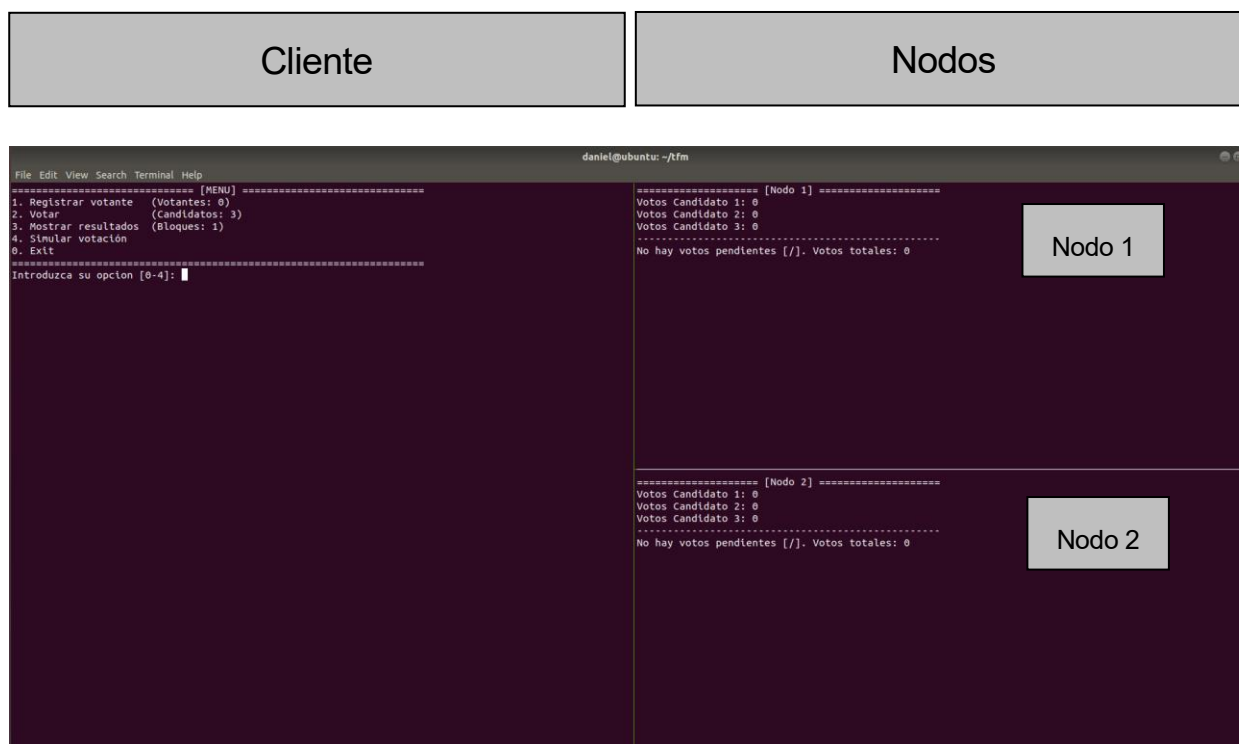 Cliente
Nodos
daniel@ubuntu: ~/tfm
File Edit View Search Terminal Help
============================== [MENU] ==============================
1. Registrar votante   (Votantes: 0)
2. Votar               (Candidatos: 3)
3. Mostrar resultados  (Bloques: 1)
4. Simular votación
0. Exit
====================================================================
Introduzca su opcion [0-4]:
==================== [Nodo 1] ====================
Votos Candidato 1: 0
Votos Candidato 2: 0
Votos Candidato 3: 0
--------------------------------------------------
No hay votos pendientes [/]. Votos totales: 0
Nodo 1
==================== [Nodo 2] ====================
Votos Candidato 1: 0
Votos Candidato 2: 0
Votos Candidato 3: 0
--------------------------------------------------
No hay votos pendientes [/]. Votos totales: 0
Nodo 2